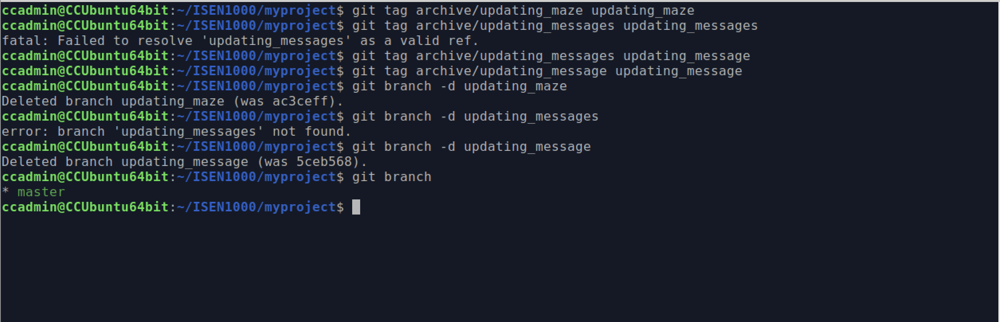 ccadmin@CCUbuntu64bit:~/ISEN1000/myproject$ git tag archive/updating_maze updating_maze
ccadmin@CCUbuntu64bit:~/ISEN1000/myproject$ git tag archive/updating_messages updating_messages
fatal: Failed to resolve 'updating_messages' as a valid ref.
ccadmin@CCUbuntu64bit:~/ISEN1000/myproject$ git tag archive/updating_messages updating_message
ccadmin@CCUbuntu64bit:~/ISEN1000/myproject$ git tag archive/updating_message updating_message
ccadmin@CCUbuntu64bit:~/ISEN1000/myproject$ git branch -d updating_maze
Deleted branch updating_maze (was ac3ceff).
ccadmin@CCUbuntu64bit:~/ISEN1000/myproject$ git branch -d updating_messages
error: branch 'updating_messages' not found.
ccadmin@CCUbuntu64bit:~/ISEN1000/myproject$ git branch -d updating_message
Deleted branch updating_message (was 5ceb568).
ccadmin@CCUbuntu64bit:~/ISEN1000/myproject$ git branch
* master
ccadmin@CCUbuntu64bit:~/ISEN1000/myproject$